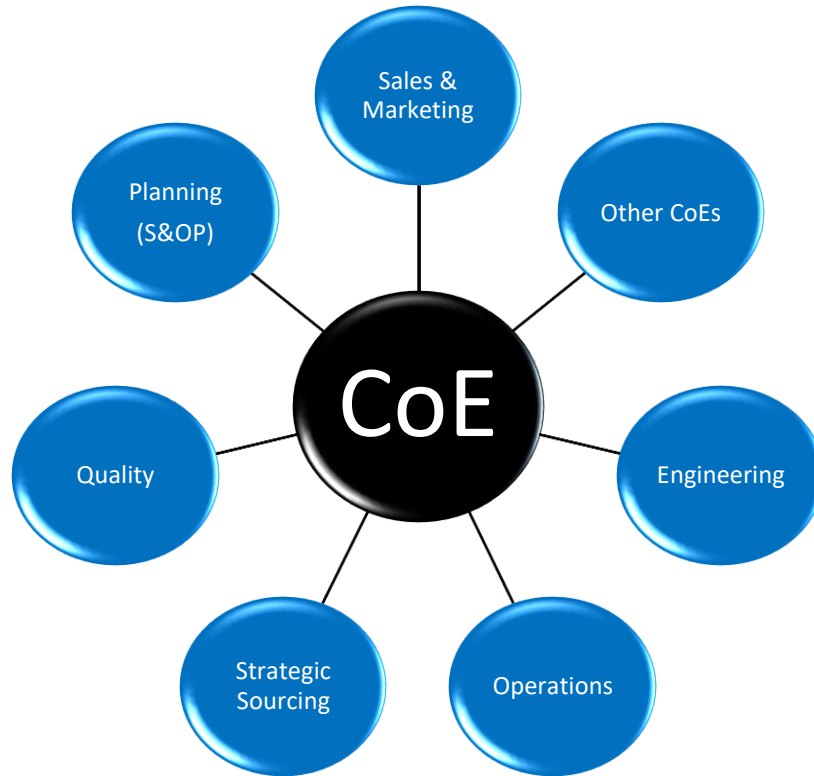 Sales &
Marketing
Planning
(S&OP)
Other CoEs
CoE
Quality
Engineering
Strategic
Sourcing
Operations